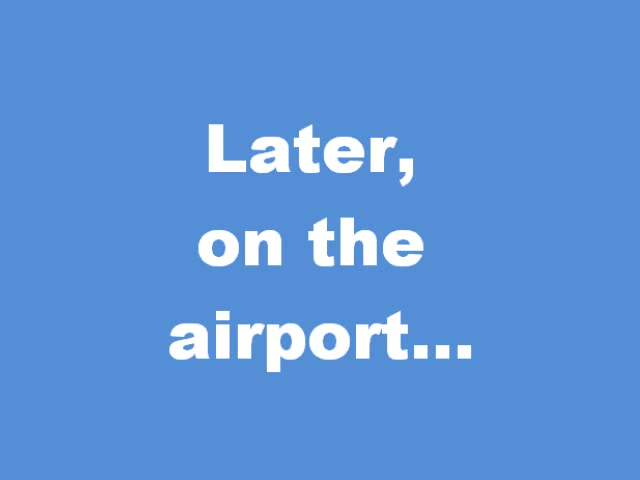 Later,
on the
airport...